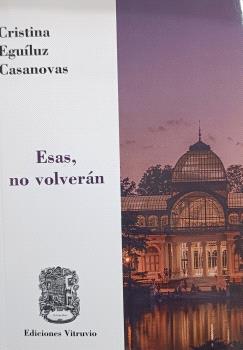 Cristina
Eguíluz
Casanovas
Esas,
no volverán
Ediciones Vitruvio